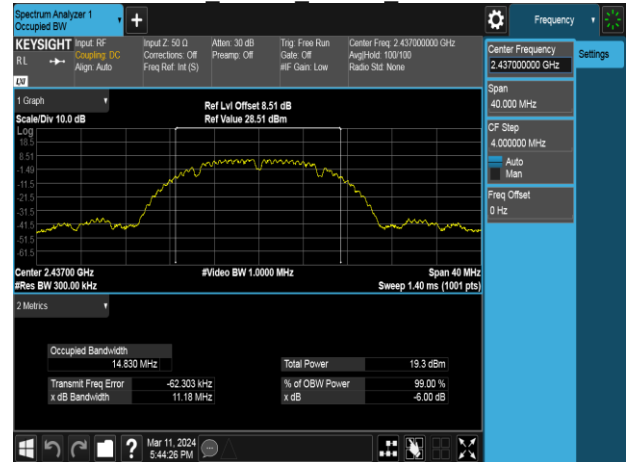 Spectrum Analyzer 1
Occupied BW
Frequency
KEYSIGHT
RL
LXI
Input: RF
Coupling: DC
Align: Auto
Input Z: 50 Ω
Corrections: Off
Freq Ref: Int (S)
Atten: 30 dB
Preamp: Off
Trig: Free Run
Gate: Off
#IF Gain: Low
Center Freq: 2.437000000 GHz
Avg|Hold: 100/100
Radio Std: None
Center Frequency
2.437000000 GHz
Settings
Span
40.000 MHz
CF Step
4.000000 MHz
Auto
Man
Freq Offset
0 Hz
1 Graph
Scale/Div 10.0 dB
Ref Lvl Offset 8.51 dB
Ref Value 28.51 dBm
Log
18.5
8.51
-1.49
-11.5
-21.5
-31.5
-41.5
-51.5
-61.5
Center 2.43700 GHz
#Video BW 1.0000 MHz
Span 40 MHz
#Res BW 300.00 kHz
Sweep 1.40 ms (1001 pts)
2 Metrics
Occupied Bandwidth
14.830 MHz
Total Power 19.3 dBm
Transmit Freq Error -62.303 kHz
% of OBW Power 99.00 %
x dB Bandwidth 11.18 MHz
x dB -6.00 dB
Mar 11, 2024
5:44:26 PM